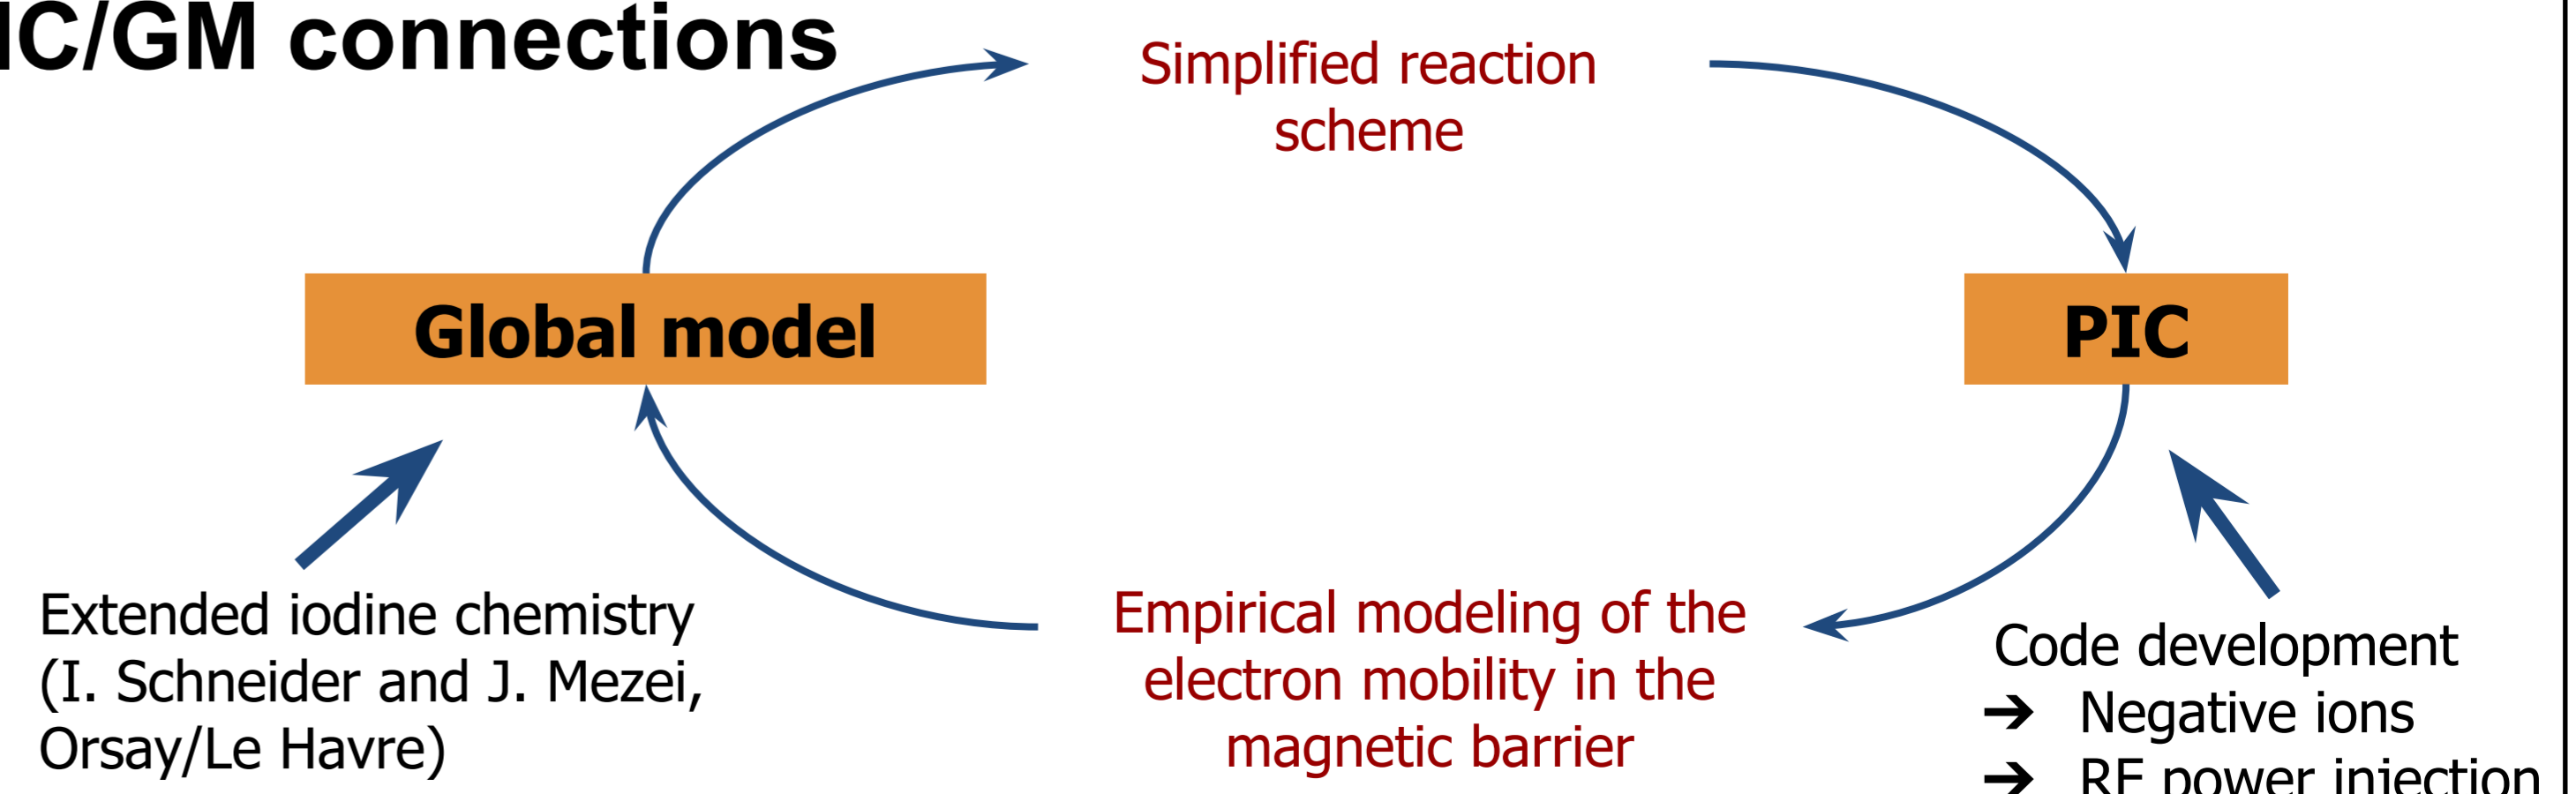 IC/GM connections
Simplified reaction
scheme
Global model
PIC
Extended iodine chemistry
(I. Schneider and J. Mezei,
Orsay/Le Havre)
Empirical modeling of the
electron mobility in the
magnetic barrier
Code development
➔ Negative ions
➔ RF power injection